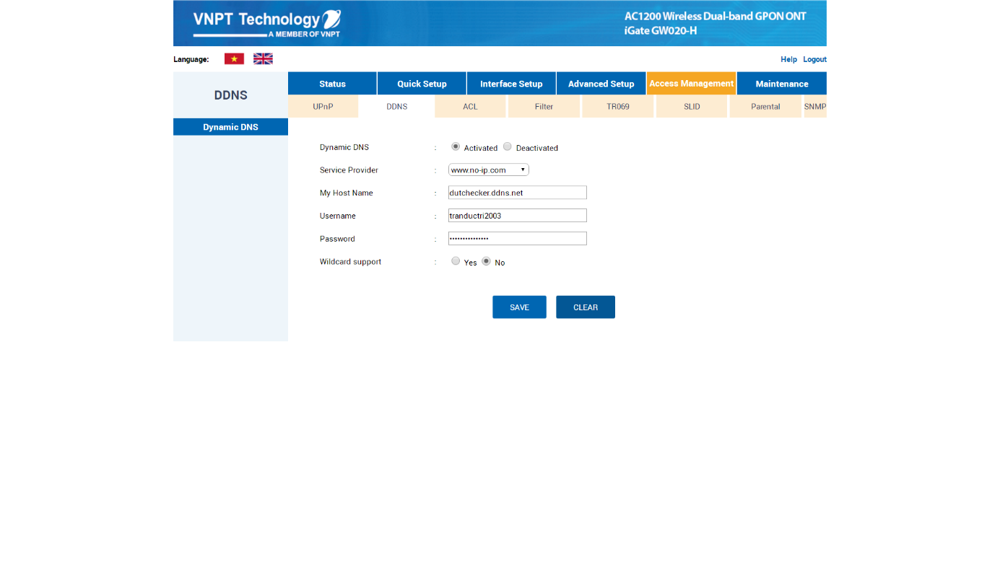 VNPT Technology
A MEMBER OF VNPT
AC1200 Wireless Dual-band GPON ONT
iGate GW020-H
Language:
Help Logout
DDNS
Status Quick Setup Interface Setup Advanced Setup Access Management Maintenance
UPnP DDNS ACL Filter TR069 SLID Parental SNMP
Dynamic DNS
Dynamic DNS : Activated Deactivated
Service Provider : www.no-ip.com
My Host Name : dutchecker.ddns.net
Username : tranductri2003
Password : •••••••••••••••
Wildcard support : Yes No
SAVE CLEAR